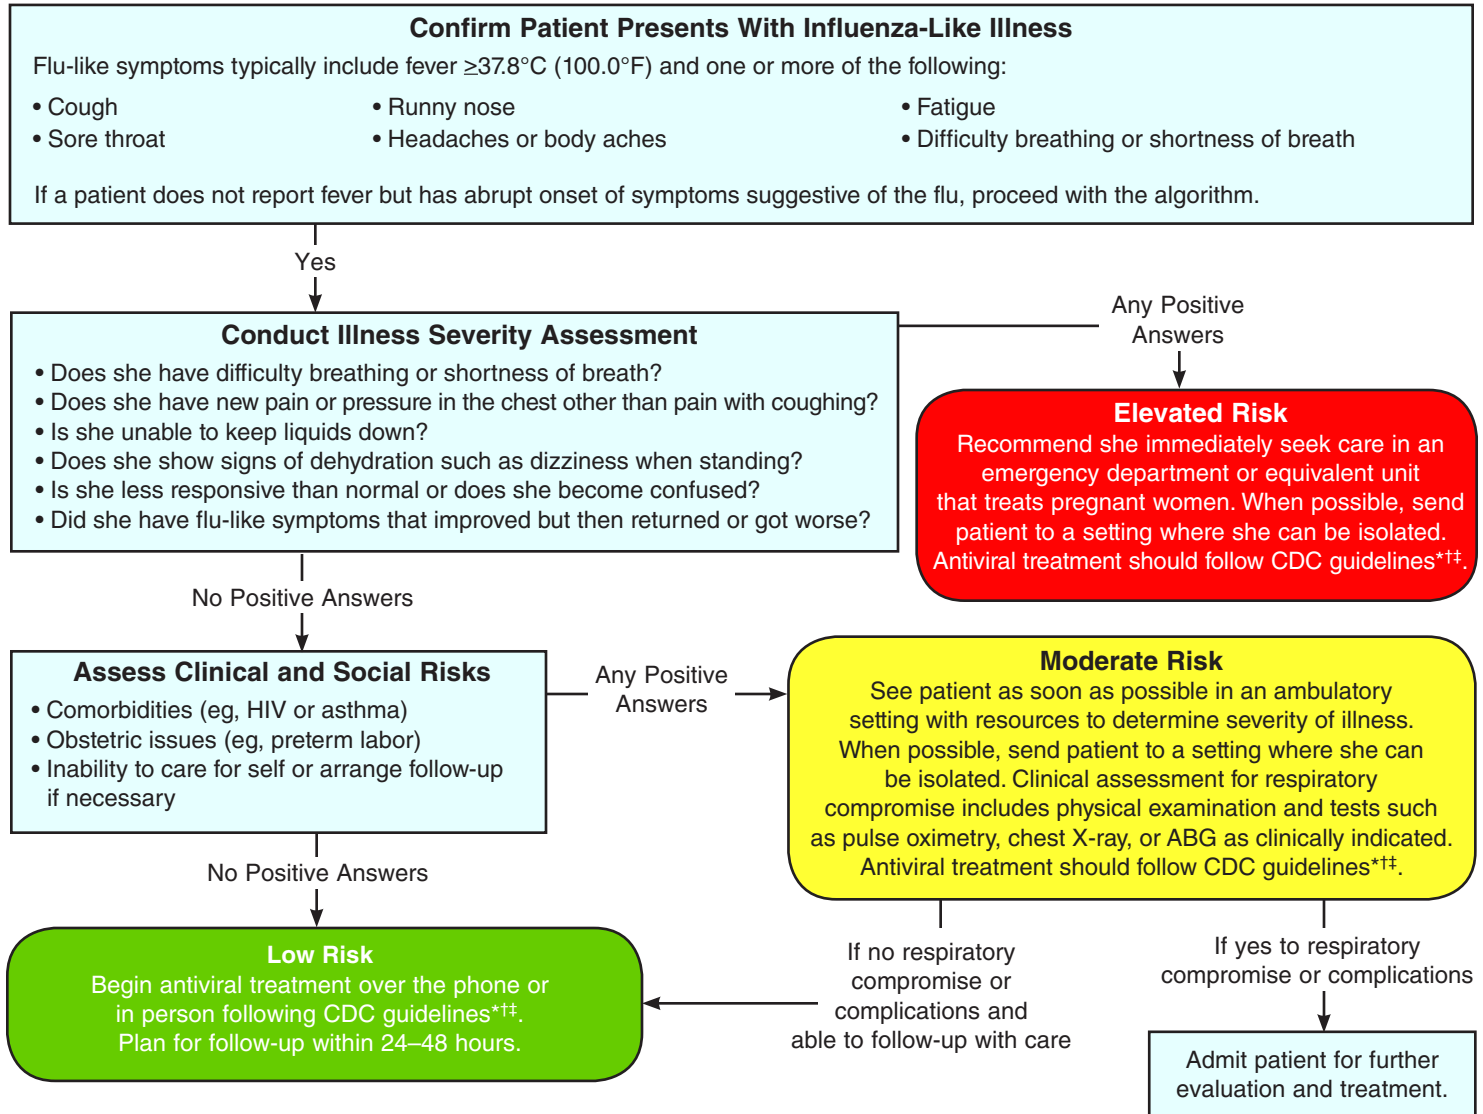 Confirm Patient Presents With Influenza-Like Illness
Flu-like symptoms typically include fever ≥37.8°C (100.0°F) and one or more of the following:
• Cough
• Runny nose
• Fatigue
• Sore throat
• Headaches or body aches
• Difficulty breathing or shortness of breath
If a patient does not report fever but has abrupt onset of symptoms suggestive of the flu, proceed with the algorithm.
Yes
Conduct Illness Severity Assessment
• Does she have difficulty breathing or shortness of breath?
• Does she have new pain or pressure in the chest other than pain with coughing?
• Is she unable to keep liquids down?
• Does she show signs of dehydration such as dizziness when standing?
• Is she less responsive than normal or does she become confused?
• Did she have flu-like symptoms that improved but then returned or got worse?
Any Positive
Answers
Elevated Risk
Recommend she immediately seek care in an
emergency department or equivalent unit
that treats pregnant women. When possible, send
patient to a setting where she can be isolated.
Antiviral treatment should follow CDC guidelines*†‡.
No Positive Answers
Assess Clinical and Social Risks
• Comorbidities (eg, HIV or asthma)
• Obstetric issues (eg, preterm labor)
• Inability to care for self or arrange follow-up
if necessary
Any Positive
Answers
Moderate Risk
See patient as soon as possible in an ambulatory
setting with resources to determine severity of illness.
When possible, send patient to a setting where she can
be isolated. Clinical assessment for respiratory
compromise includes physical examination and tests such
as pulse oximetry, chest X-ray, or ABG as clinically indicated.
Antiviral treatment should follow CDC guidelines*†‡.
No Positive Answers
Low Risk
Begin antiviral treatment over the phone or
in person following CDC guidelines*†‡.
Plan for follow-up within 24–48 hours.
If no respiratory
compromise or
complications and
able to follow-up with care
If yes to respiratory
compromise or complications
Admit patient for further
evaluation and treatment.